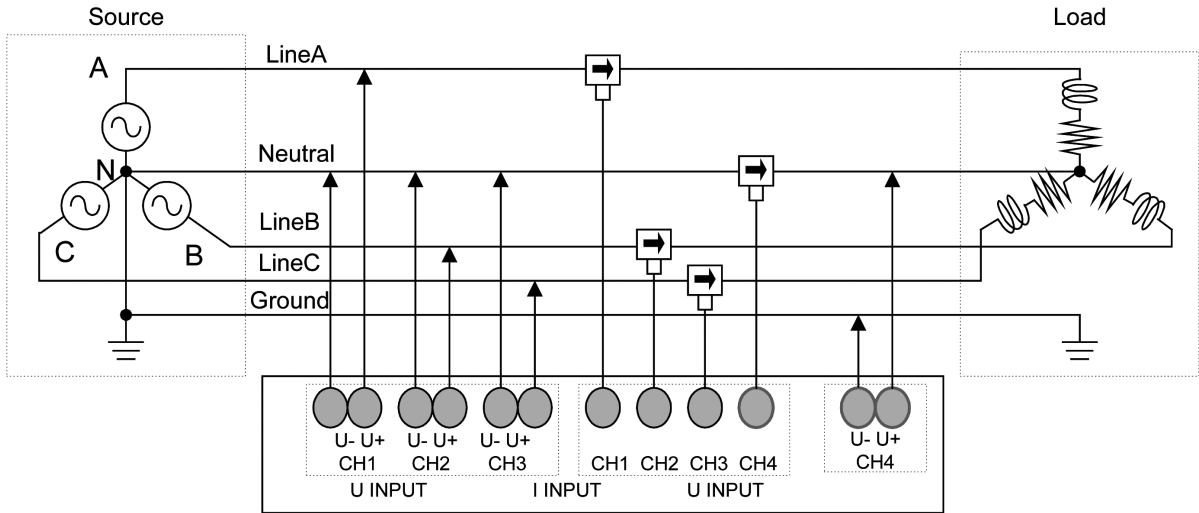 Source
Load
A
LineA
N
Neutral
LineB
C
B
LineC
Ground
U- U+
U- U+
U- U+
U- U+
CH1
CH2
CH3
CH1
CH2
CH3
CH4
CH4
U INPUT
I INPUT
U INPUT